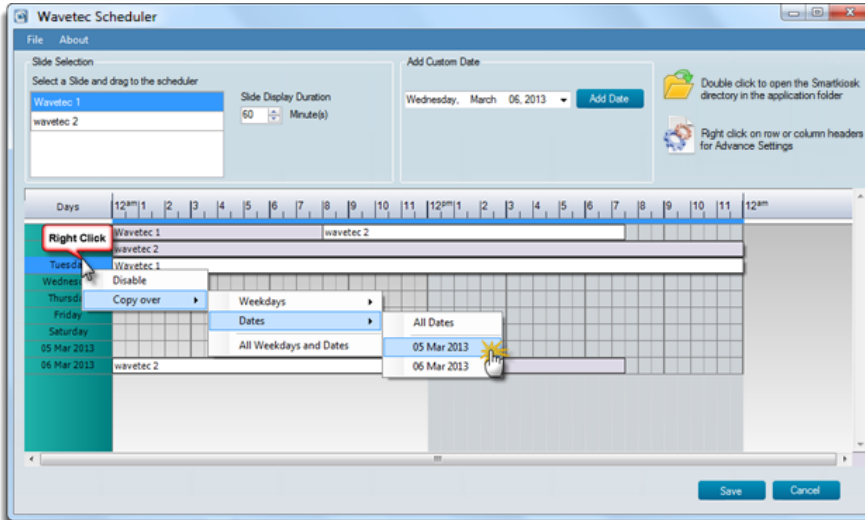 Wavetec Scheduler
File About
Slide Selection
Select a Slide and drag to the scheduler
Wavetec 1
wavetec 2
Slide Display Duration
60 Minute(s)
Add Custom Date
Wednesday, March 06, 2013 Add Date
Double click to open the Smartkiosk
directory in the application folder
Right click on row or column headers
for Advance Settings
Days 12am 1 2 3 4 5 6 7 8 9 10 11 12pm 1 2 3 4 5 6 7 8 9 10 11 12am
Right Click
Wavetec 1 wavetec 2
wavetec 2
Wavetec 1
Disable
Copy over
Friday
Saturday
05 Mar 2013
06 Mar 2013 wavetec 2
Weekdays
Dates
All Weekdays and Dates
All Dates
05 Mar 2013
06 Mar 2013
Save Cancel